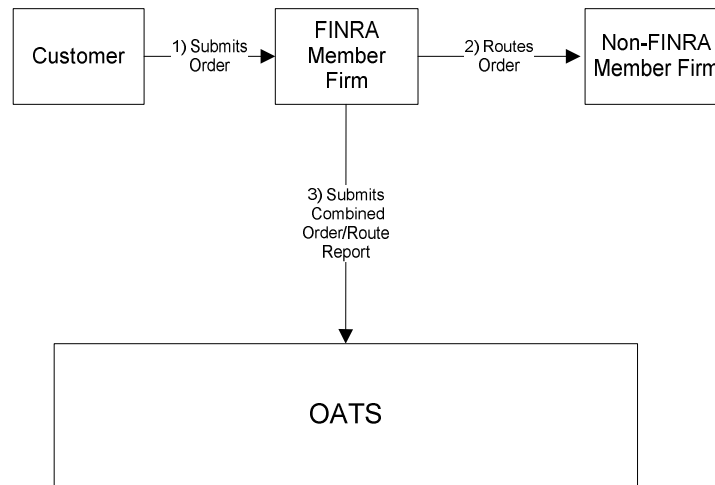 Customer
1) Submits
Order
FINRA
Member
Firm
2) Routes
Order
Non-FINRA
Member Firm
3) Submits
Combined
Order/Route
Report
OATS